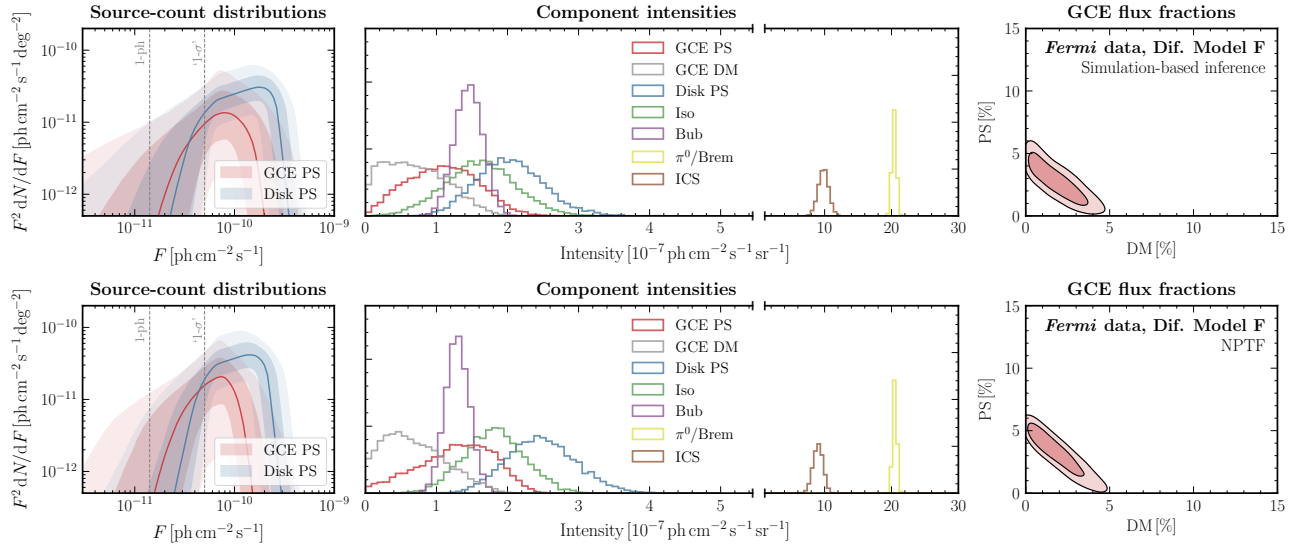 Source-count distributions
Component intensities
GCE flux fractions
F² dN/dF [ph cm⁻² s⁻¹ deg⁻²]
10⁻¹⁰
10⁻¹¹
10⁻¹²
1-ph
‘1-σ’
GCE PS
Disk PS
10⁻¹¹
10⁻¹⁰
10⁻⁹
F [ph cm⁻² s⁻¹]
GCE PS
GCE DM
Disk PS
Iso
Bub
π⁰/Brem
ICS
0
1
2
3
4
5
10
20
30
Intensity [10⁻⁷ ph cm⁻² s⁻¹ sr⁻¹]
PS [%]
15
10
5
0
Fermi data, Dif. Model F
Simulation-based inference
0
5
10
15
DM [%]
Source-count distributions
Component intensities
GCE flux fractions
F² dN/dF [ph cm⁻² s⁻¹ deg⁻²]
10⁻¹⁰
10⁻¹¹
10⁻¹²
1-ph
‘1-σ’
GCE PS
Disk PS
10⁻¹¹
10⁻¹⁰
10⁻⁹
F [ph cm⁻² s⁻¹]
GCE PS
GCE DM
Disk PS
Iso
Bub
π⁰/Brem
ICS
0
1
2
3
4
5
10
20
30
Intensity [10⁻⁷ ph cm⁻² s⁻¹ sr⁻¹]
PS [%]
15
10
5
0
Fermi data, Dif. Model F
NPTF
0
5
10
15
DM [%]